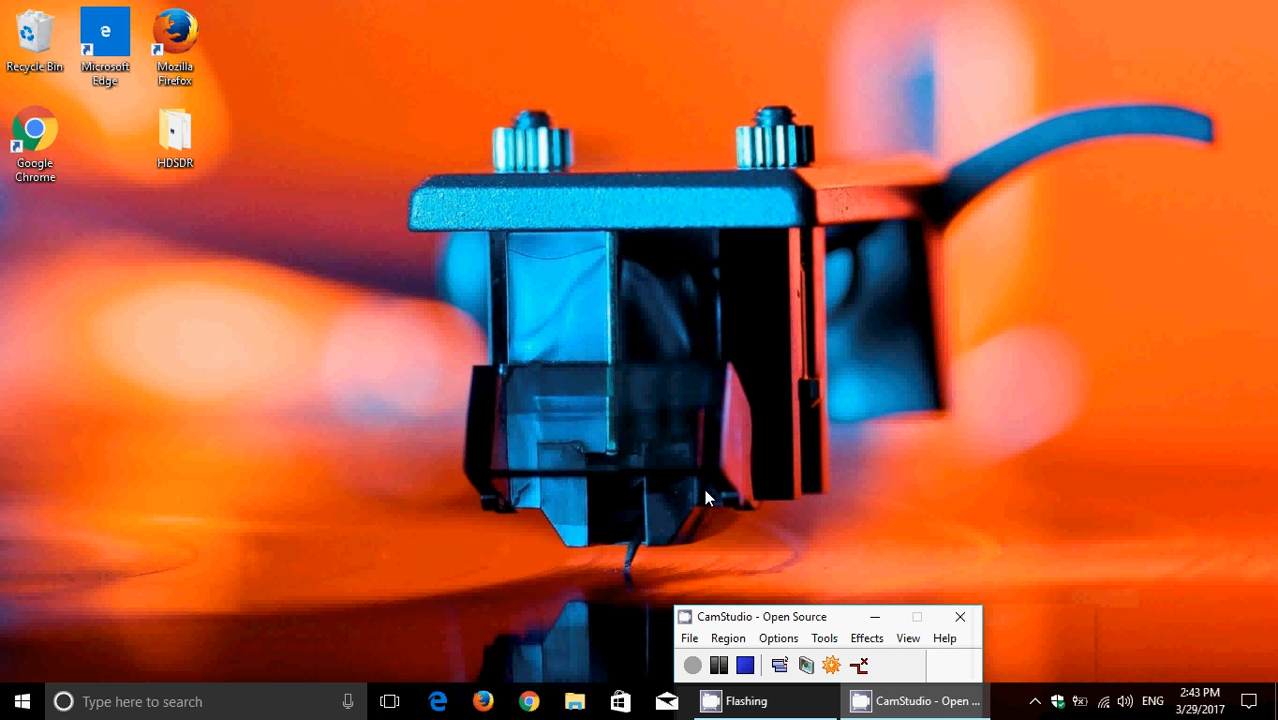 Recycle Bin
Microsoft
Edge
Mozilla
Firefox
Google
Chrome
HDSDR
CamStudio - Open Source
File Region Options Tools Effects View Help
Type here to search
Flashing
CamStudio - Open ...
ENG
2:43 PM
3/29/2017